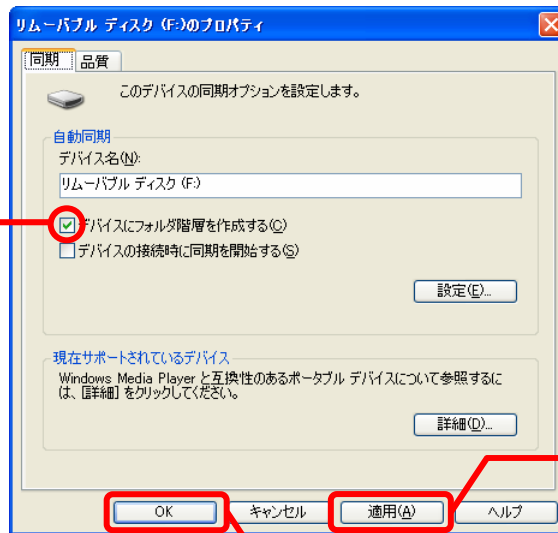 リムーバブル ディスク (F:)のプロパティ
同期 品質
このデバイスの同期オプションを設定します。
自動同期
デバイス名(N):
リムーバブル ディスク (F:)
デバイスにフォルダ階層を作成する(C)
デバイスの接続時に同期を開始する(S)
設定(E)...
現在サポートされているデバイス
Windows Media Player と互換性のあるポータブル デバイスについて参照するに
は、[詳細] をクリックしてください。
詳細(D)...
OK キャンセル 適用(A) ヘルプ